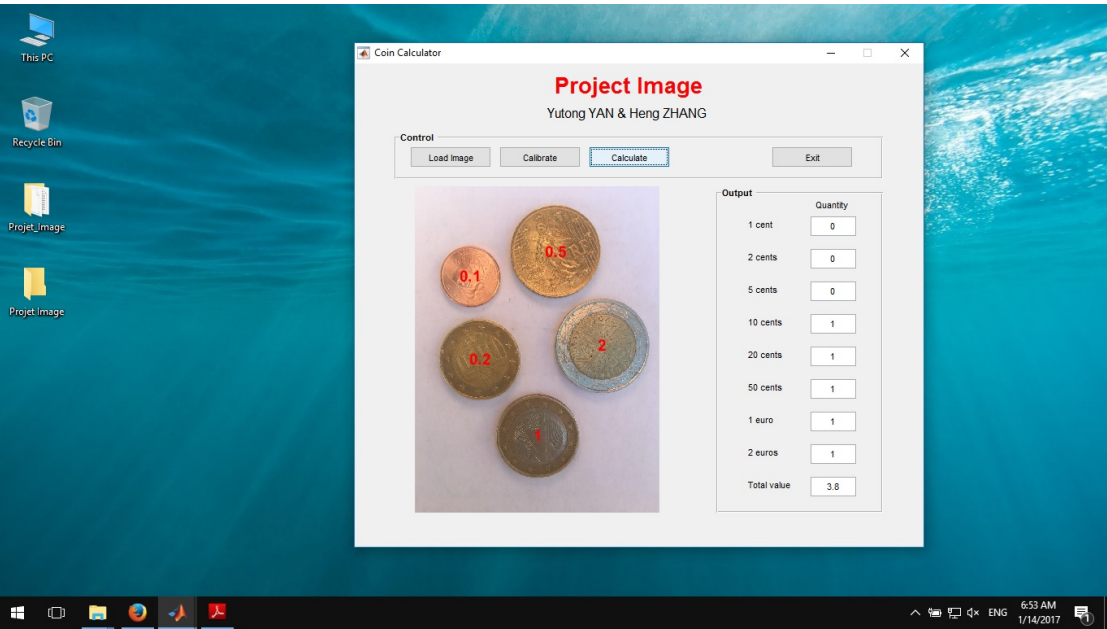 This PC
Recycle Bin
Projet_Image
Projet Image
Coin Calculator
Project Image
Yutong YAN & Heng ZHANG
Control
Load Image
Calibrate
Calculate
Exit
0.5
0.1
2
0.2
1
Output
Quantity
1 cent 0
2 cents 0
5 cents 0
10 cents 1
20 cents 1
50 cents 1
1 euro 1
2 euros 1
Total value 3.8
ENG
6:53 AM
1/14/2017
1